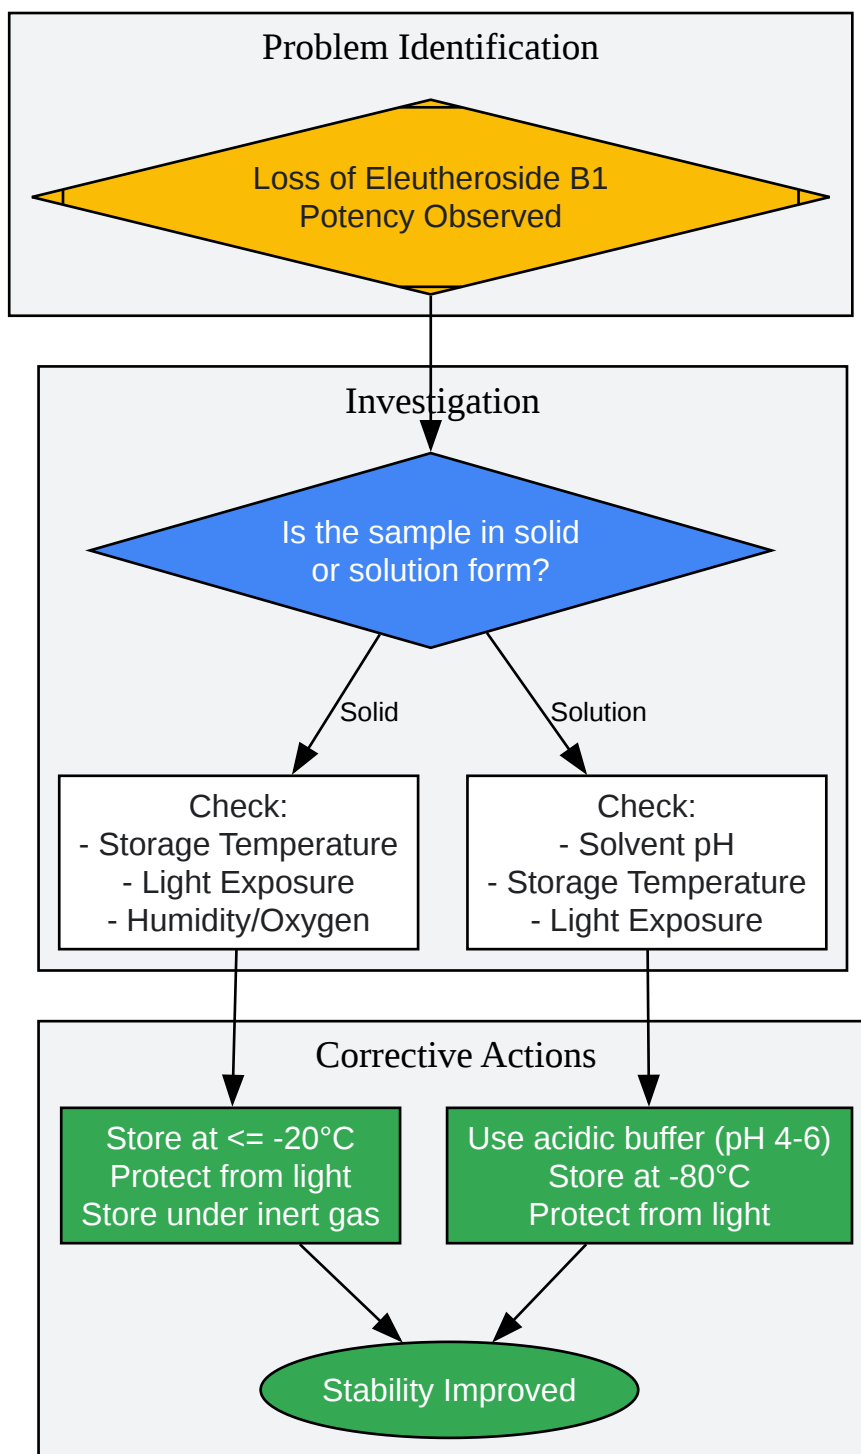 Problem Identification
Loss of Eleutheroside B1
Potency Observed
Investigation
Is the sample in solid
or solution form?
Solid
Solution
Check:
- Storage Temperature
- Light Exposure
- Humidity/Oxygen
Check:
- Solvent pH
- Storage Temperature
- Light Exposure
Corrective Actions
Store at <= -20°C
Protect from light
Store under inert gas
Use acidic buffer (pH 4-6)
Store at -80°C
Protect from light
Stability Improved